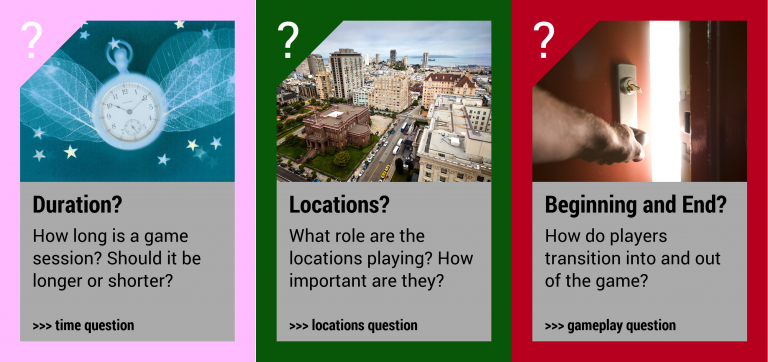 ?
Duration?
How long is a game
session? Should it be
longer or shorter?
>>> time question
?
Locations?
What role are the
locations playing? How
important are they?
>>> locations question
?
Beginning and End?
How do players
transition into and out
of the game?
>>> gameplay question